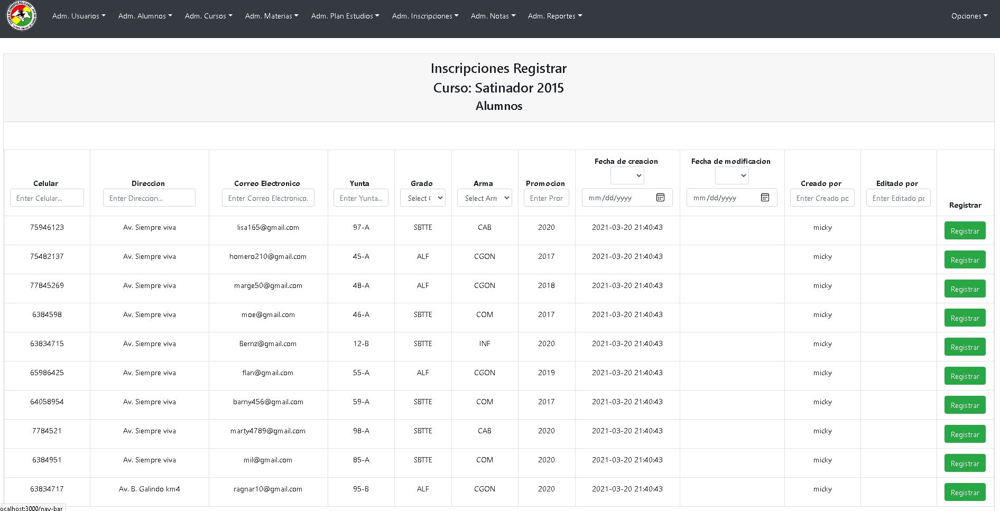 Adm. Usuarios Adm. Alumnos Adm. Cursos Adm. Materias Adm. Plan Estudios Adm. Inscripciones Adm. Notas Adm. Reportes Opciones
Inscripciones Registrar
Curso: Satinador 2015
Alumnos
Celular Direccion Correo Electronico Yunta Grado Arma Promocion Fecha de creacion Fecha de modificacion Creado por Editado por Registrar
Enter Celular... Enter Direccion... Enter Correo Electronico. Enter Yunta... Select Select Arm Enter Pror mm/dd/yyyy mm/dd/yyyy Enter Creado pc Enter Editado pc
75946123 Av. Siempre viva lisa165@gmail.com 97-A SBTTE CAB 2020 2021-03-20 21:40:43 micky Registrar
75482137 Av. Siempre viva homero210@gmail.com 45-A ALF CGON 2017 2021-03-20 21:40:43 micky Registrar
77845269 Av. Siempre viva marge50@gmail.com 48-A ALF CGON 2018 2021-03-20 21:40:43 micky Registrar
6384598 Av. Siempre viva moe@gmail.com 46-A SBTTE COM 2017 2021-03-20 21:40:43 micky Registrar
63834715 Av. Siempre viva Bernz@gmail.com 12-B SBTTE INF 2020 2021-03-20 21:40:43 micky Registrar
65986425 Av. Siempre viva flan@gmail.com 55-A ALF CGON 2019 2021-03-20 21:40:43 micky Registrar
64058954 Av. Siempre viva barny456@gmail.com 59-A SBTTE COM 2017 2021-03-20 21:40:43 micky Registrar
7784521 Av. Siempre viva marty4789@gmail.com 98-A SBTTE CAB 2020 2021-03-20 21:40:43 micky Registrar
6384951 Av. Siempre viva mil@gmail.com 85-A SBTTE COM 2020 2021-03-20 21:40:43 micky Registrar
63834717 Av. B. Galindo km4 ragnar10@gmail.com 95-B ALF CGON 2020 2021-03-20 21:40:43 micky Registrar
ocalhost:3000/nav-bar